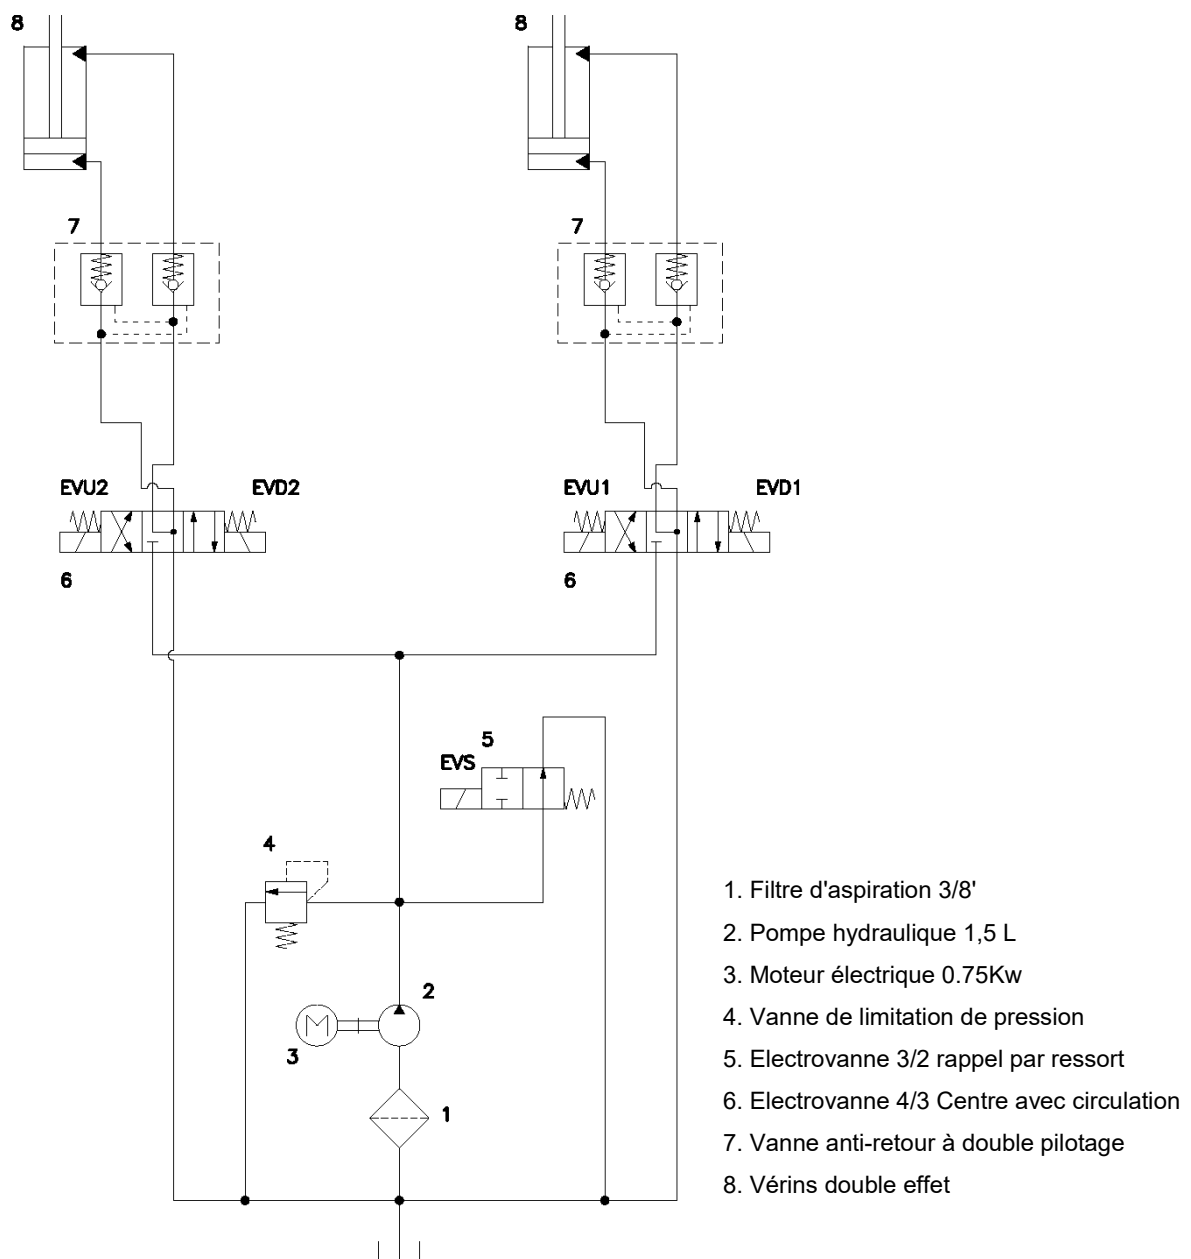 8
8
7
7
EVU2
EVD2
EVU1
EVD1
6
6
5
EVS
4
2
M
3
1
1. Filtre d'aspiration 3/8'
2. Pompe hydraulique 1,5 L
3. Moteur électrique 0.75Kw
4. Vanne de limitation de pression
5. Electrovanne 3/2 rappel par ressort
6. Electrovanne 4/3 Centre avec circulation
7. Vanne anti-retour à double pilotage
8. Vérins double effet